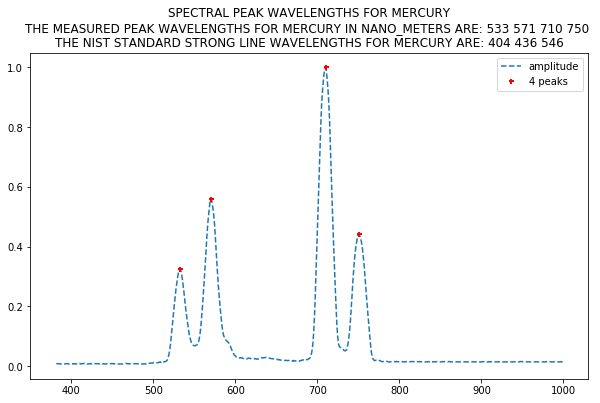 SPECTRAL PEAK WAVELENGTHS FOR MERCURY
THE MEASURED PEAK WAVELENGTHS FOR MERCURY IN NANO_METERS ARE: 533 571 710 750
THE NIST STANDARD STRONG LINE WAVELENGTHS FOR MERCURY ARE: 404 436 546
amplitude
4 peaks
1.0
0.8
0.6
0.4
0.2
0.0
400 500 600 700 800 900 1000